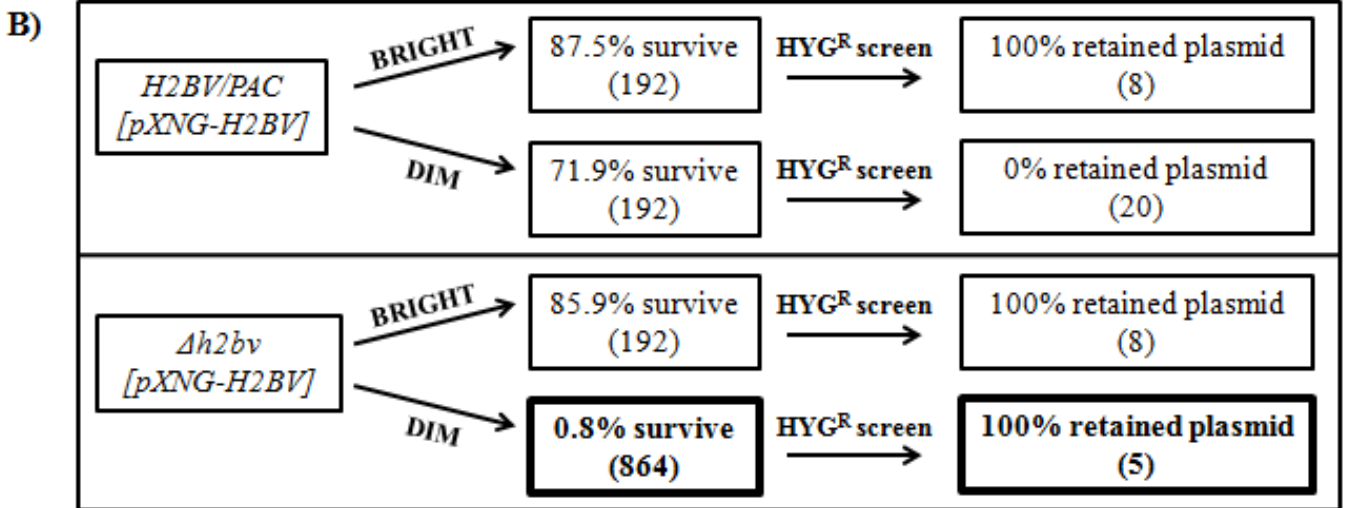 B)
H2BV/PAC
[pXNG-H2BV]
BRIGHT
87.5% survive
(192)
HYGᴿ screen
100% retained plasmid
(8)
DIM
71.9% survive
(192)
HYGᴿ screen
0% retained plasmid
(20)
Δh2bv
[pXNG-H2BV]
BRIGHT
85.9% survive
(192)
HYGᴿ screen
100% retained plasmid
(8)
DIM
0.8% survive
(864)
HYGᴿ screen
100% retained plasmid
(5)